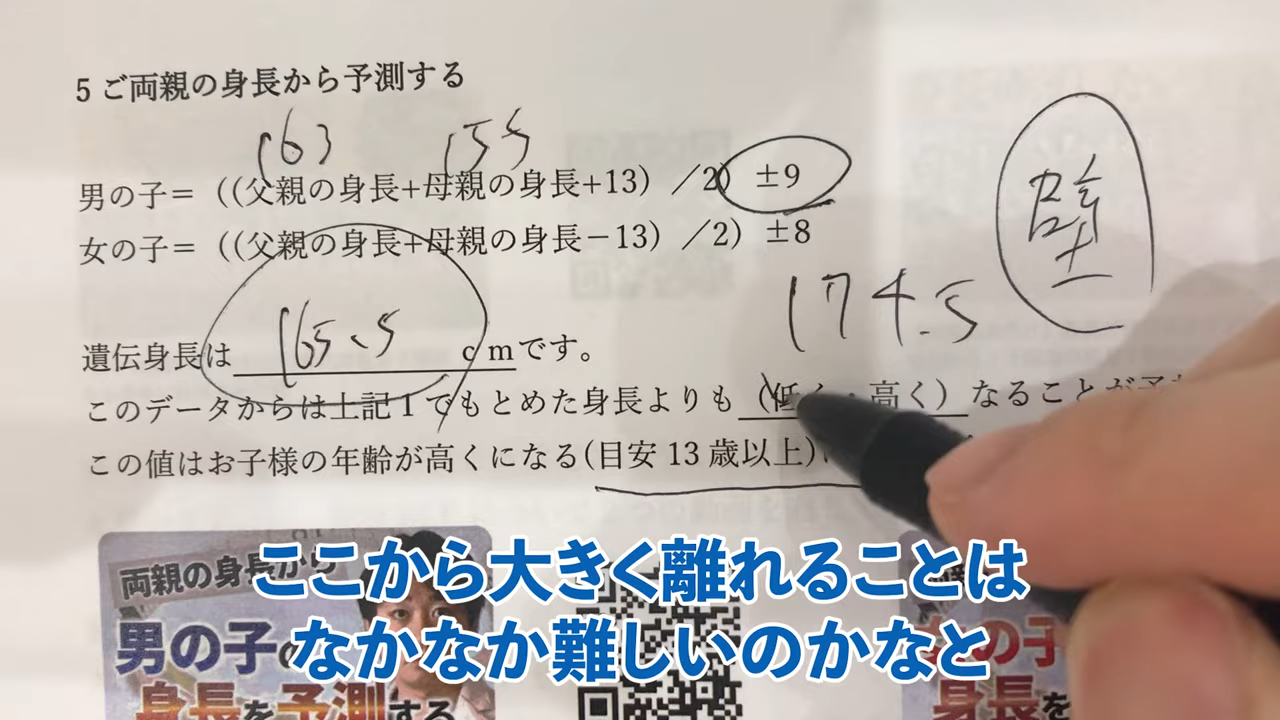 5 ご両親の身長から予測する
163 155
男の子＝（(父親の身長+母親の身長+13）／2） ±9
女の子＝（(父親の身長+母親の身長−13）／2） ±8
壁
174.5
遺伝身長は 165.5 ｃｍです。
このデータからは上記１でもとめた身長よりも（低く・高く）なることが
この値はお子様の年齢が高くになる(目安 13 歳以上)
両親の身長から
男の子の
身長を予測する
女の子
身長を
ここから大きく離れることは
なかなか難しいのかなと